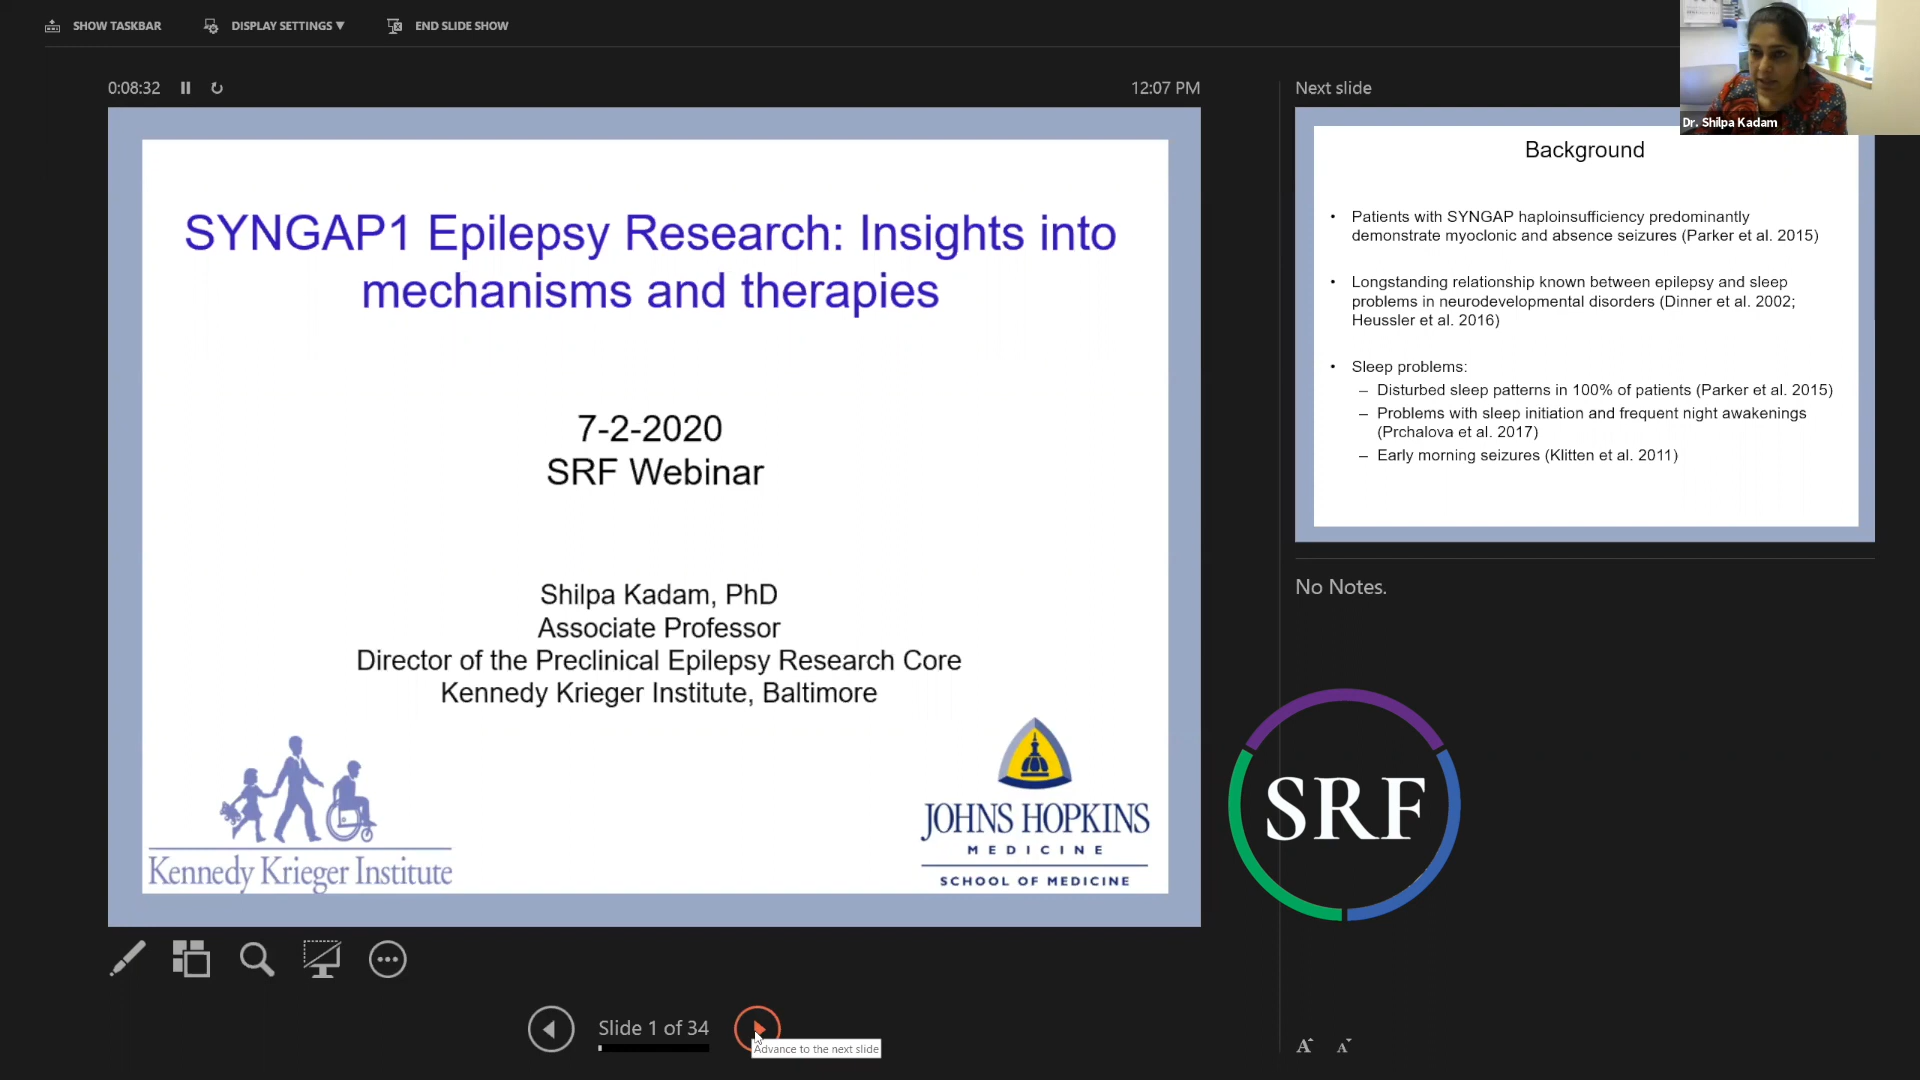 SHOW TASKBAR
DISPLAY SETTINGS ▼
END SLIDE SHOW
0:08:32
12:07 PM
SYNGAP1 Epilepsy Research: Insights into
mechanisms and therapies
7-2-2020
SRF Webinar
Shilpa Kadam, PhD
Associate Professor
Director of the Preclinical Epilepsy Research Core
Kennedy Krieger Institute, Baltimore
Kennedy Krieger Institute
JOHNS HOPKINS
MEDICINE
SCHOOL OF MEDICINE
Slide 1 of 34
Advance to the next slide
Next slide
Dr. Shilpa Kadam
Background
• Patients with SYNGAP haploinsufficiency predominantly
demonstrate myoclonic and absence seizures (Parker et al. 2015)
• Longstanding relationship known between epilepsy and sleep
problems in neurodevelopmental disorders (Dinner et al. 2002;
Heussler et al. 2016)
• Sleep problems:
– Disturbed sleep patterns in 100% of patients (Parker et al. 2015)
– Problems with sleep initiation and frequent night awakenings
(Prchalova et al. 2017)
– Early morning seizures (Klitten et al. 2011)
No Notes.
SRF
A A